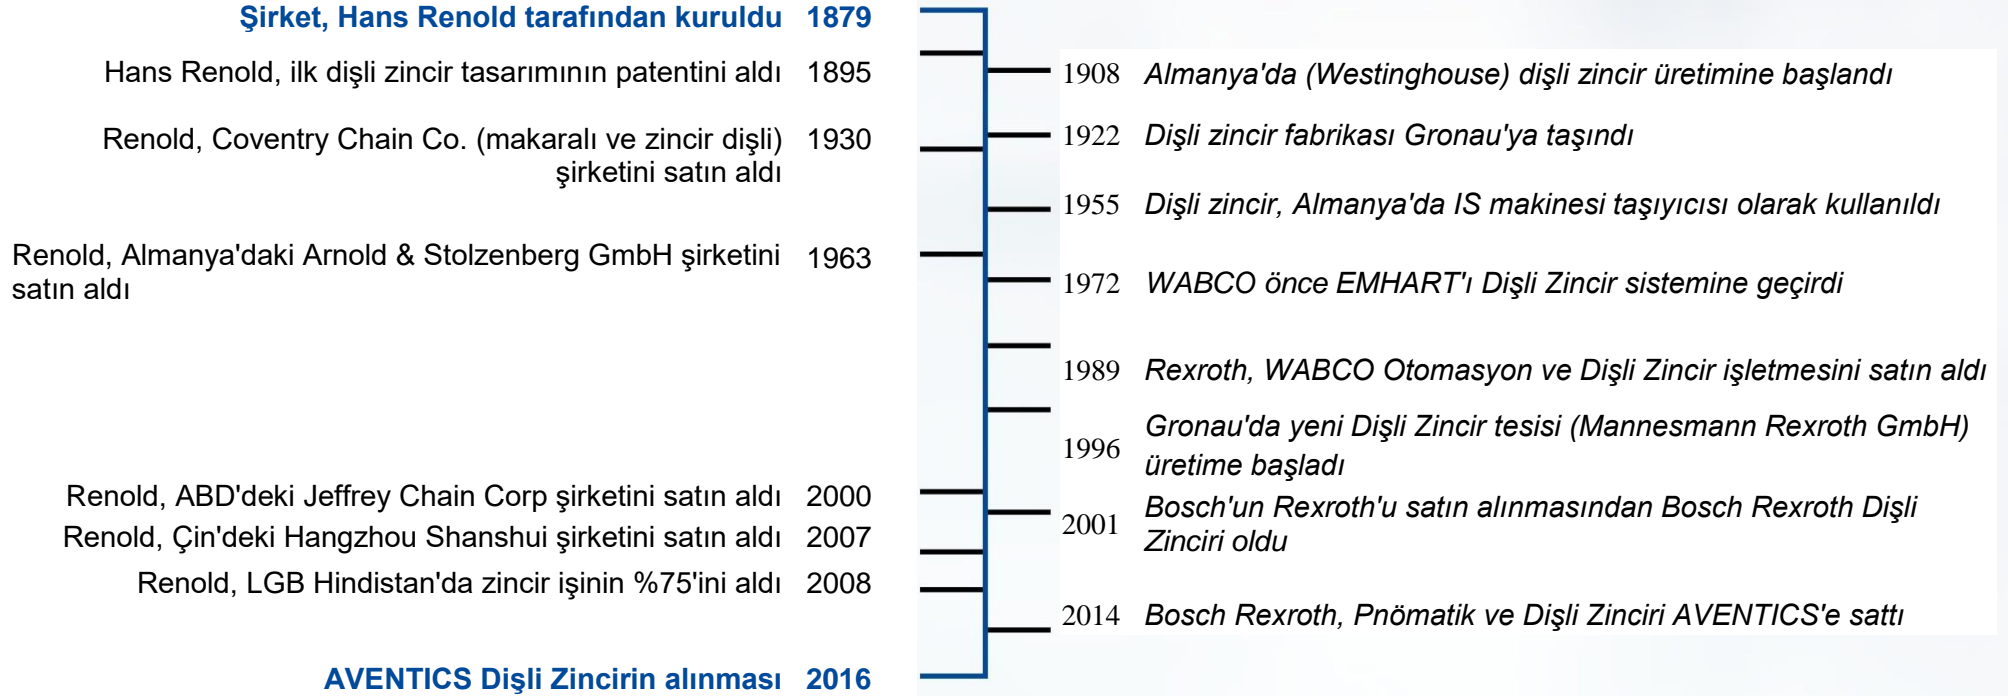 Şirket, Hans Renold tarafından kuruldu 1879
Hans Renold, ilk dişli zincir tasarımının patentini aldı 1895
Renold, Coventry Chain Co. (makaralı ve zincir dişli) 1930
şirketini satın aldı
Renold, Almanya'daki Arnold & Stolzenberg GmbH şirketini 1963
satın aldı
Renold, ABD'deki Jeffrey Chain Corp şirketini satın aldı 2000
Renold, Çin'deki Hangzhou Shanshui şirketini satın aldı 2007
Renold, LGB Hindistan'da zincir işinin %75'ini aldı 2008
AVENTICS Dişli Zincirin alınması 2016
1908 Almanya'da (Westinghouse) dişli zincir üretimine başlandı
1922 Dişli zincir fabrikası Gronau'ya taşındı
1955 Dişli zincir, Almanya'da IS makinesi taşıyıcısı olarak kullanıldı
1972 WABCO önce EMHART'ı Dişli Zincir sistemine geçirdi
1989 Rexroth, WABCO Otomasyon ve Dişli Zincir işletmesini satın aldı
1996 Gronau'da yeni Dişli Zincir tesisi (Mannesmann Rexroth GmbH)
üretime başladı
2001 Bosch'un Rexroth'u satın alınmasından Bosch Rexroth Dişli
Zinciri oldu
2014 Bosch Rexroth, Pnömatik ve Dişli Zinciri AVENTICS'e sattı